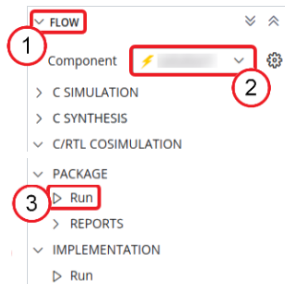 FLOW
1
Component
2
C SIMULATION
C SYNTHESIS
C/RTL COSIMULATION
PACKAGE
3 Run
REPORTS
IMPLEMENTATION
Run